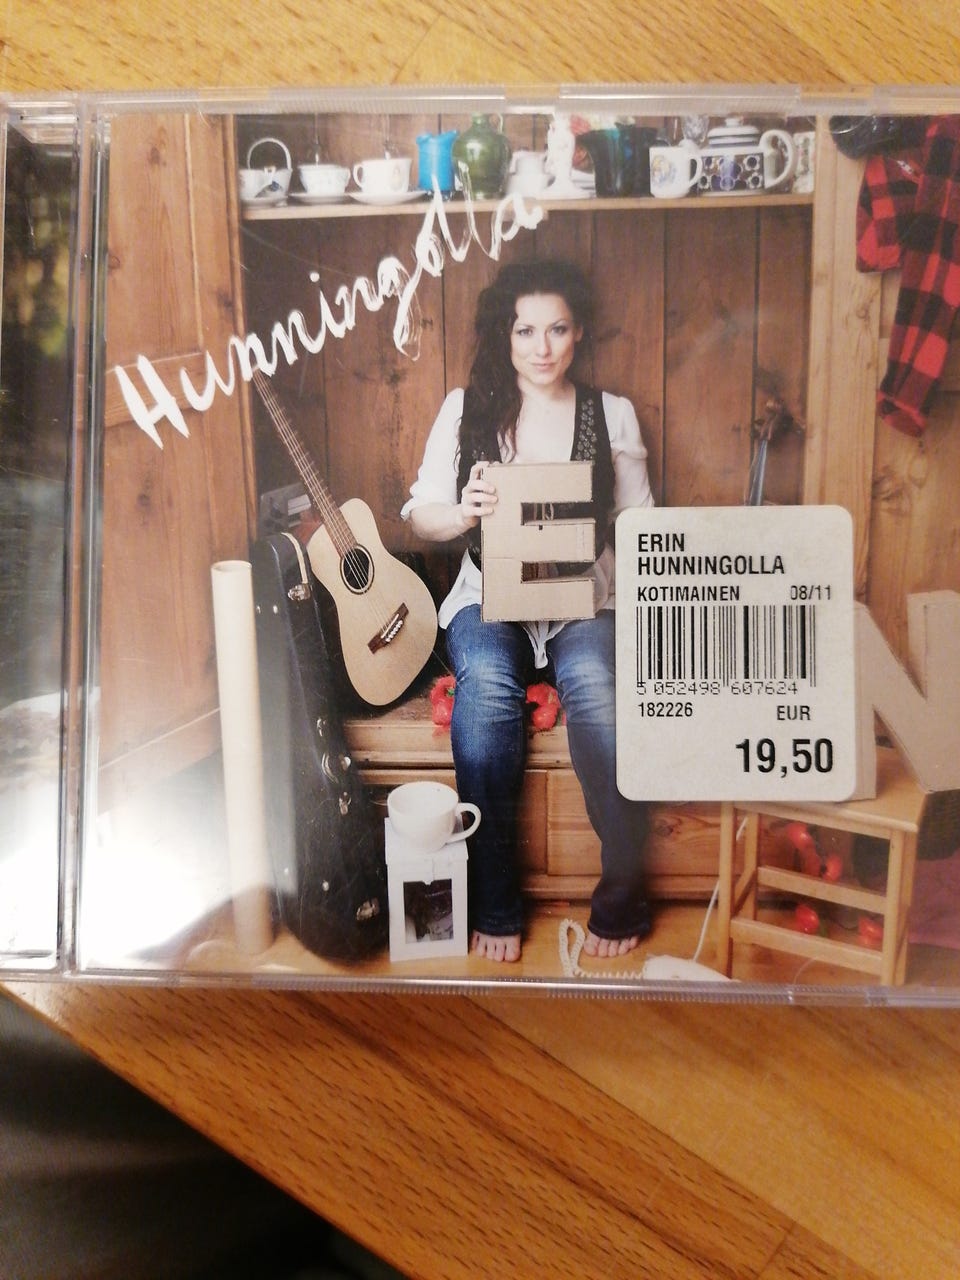 Hunningolla
E
ERIN
HUNNINGOLLA
KOTIMAINEN 08/11
5 052498 607624
182226 EUR
19,50
N